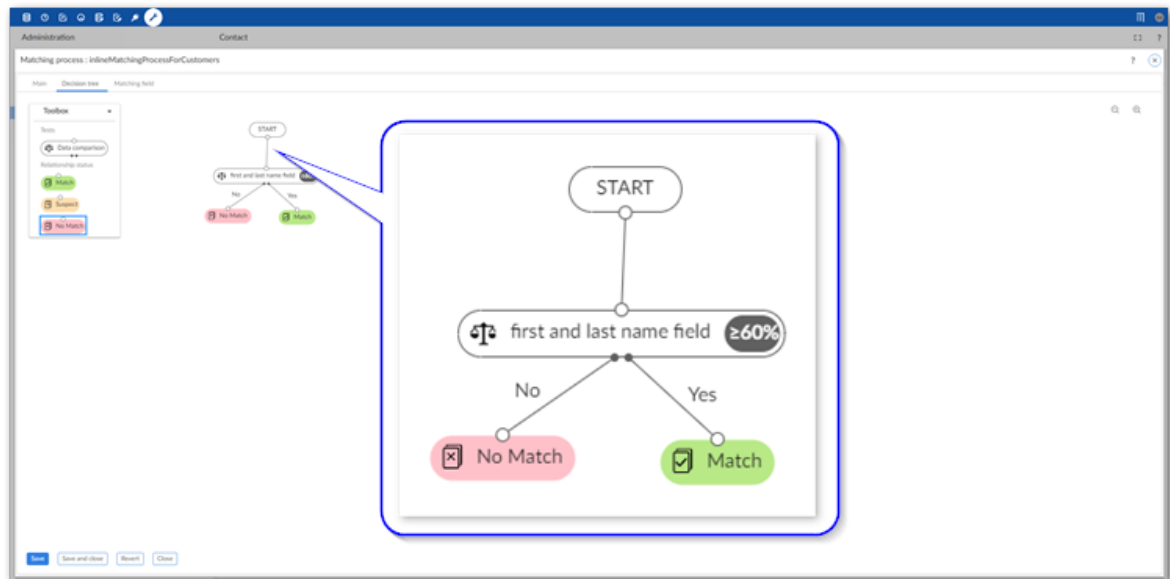 Administration Contact ?
Matching process : inlineMatchingProcessForCustomers ?
Main Decision tree Matching field
Toolbox
Tests
Data comparison
Relationship status
Match
Suspect
No Match
START
first and last name field
No Yes
No Match Match
START
first and last name field ≥60%
No Yes
No Match Match
Save Save and close Revert Close